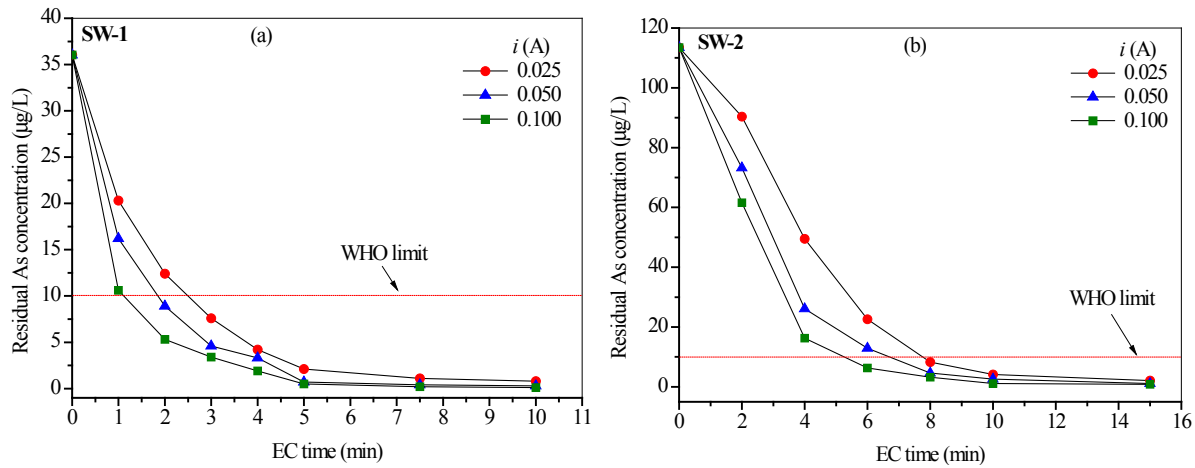 SW-1
(a)
i (A)
0.025
0.050
0.100
WHO limit
Residual As concentration (µg/L)
40
35
30
25
20
15
10
5
0
0 1 2 3 4 5 6 7 8 9 10 11
EC time (min)
SW-2
(b)
i (A)
0.025
0.050
0.100
WHO limit
Residual As concentration (µg/L)
120
100
80
60
40
20
0
0 2 4 6 8 10 12 14 16
EC time (min)